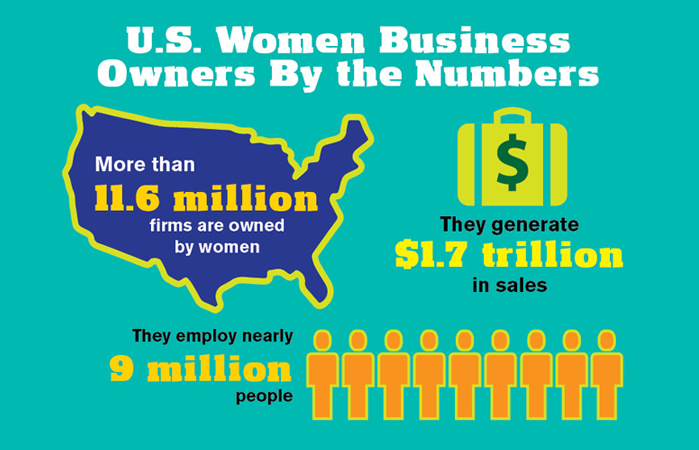 U.S. Women Business
Owners By the Numbers
More than
11.6 million
firms are owned
by women
$
They generate
$1.7 trillion
in sales
They employ nearly
9 million
people